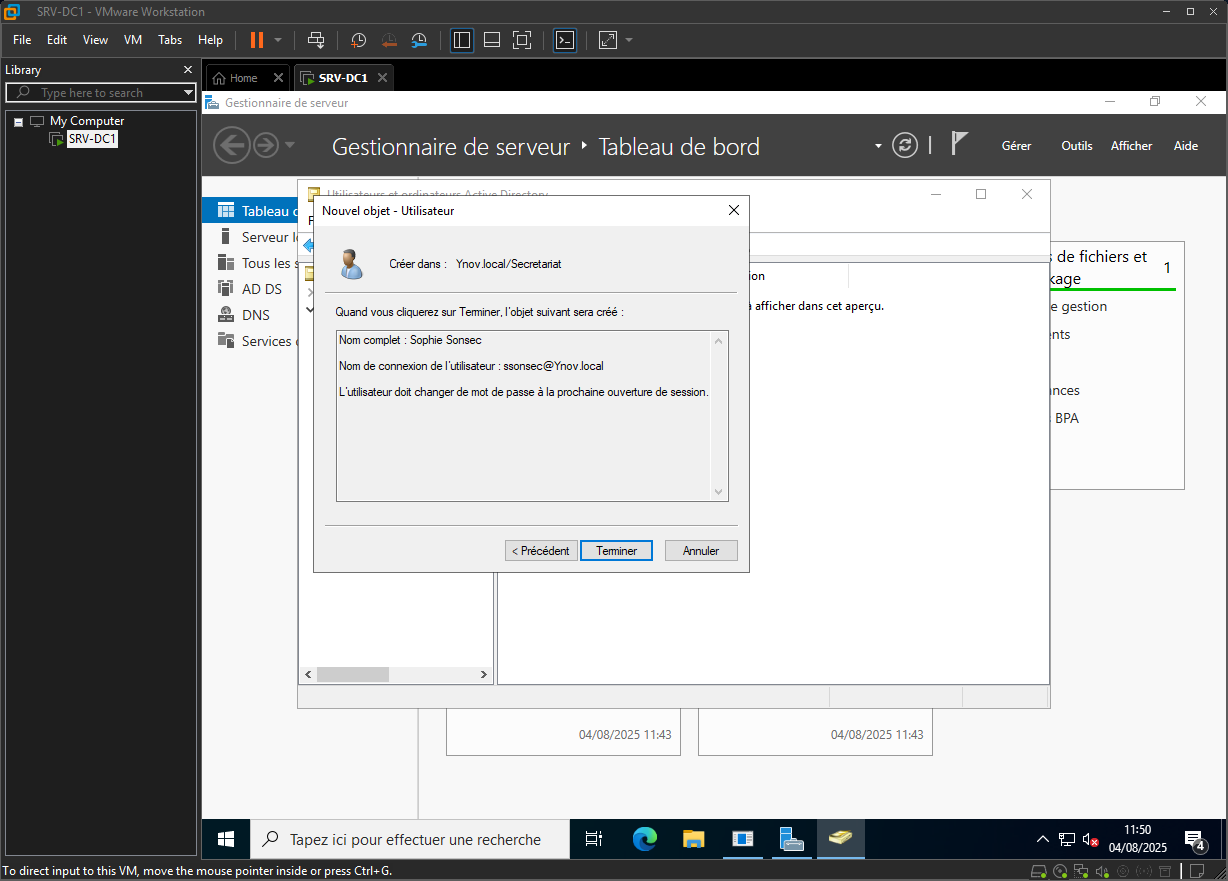 SRV-DC1 - VMware Workstation
File Edit View VM Tabs Help
Library
Type here to search
My Computer
SRV-DC1
Home
SRV-DC1
Gestionnaire de serveur
Gestionnaire de serveur Tableau de bord
Gérer Outils Afficher Aide
Utilisateurs et ordinateurs Active Directory
F
Tableau d
Serveur l
Tous les s
AD DS
DNS
Services
Nouvel objet - Utilisateur
Créer dans : Ynov.local/Secretariat
Quand vous cliquerez sur Terminer, l'objet suivant sera créé :
Nom complet : Sophie Sonsec
Nom de connexion de l'utilisateur : ssonsec@Ynov.local
L'utilisateur doit changer de mot de passe à la prochaine ouverture de session.
< Précédent Terminer Annuler
ion
à afficher dans cet aperçu.
s de fichiers et
kage
1
e gestion
nts
nces
BPA
04/08/2025 11:43
04/08/2025 11:43
Tapez ici pour effectuer une recherche
11:50
04/08/2025
4
To direct input to this VM, move the mouse pointer inside or press Ctrl+G.